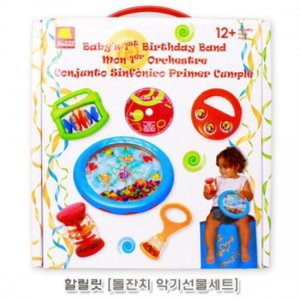 12+
Baby's 1st Birthday Band
Mon 1er Orchestre
Conjunto Sinfónico Primer Cumple
할릴릿 [돌잔치 악기선물세트]